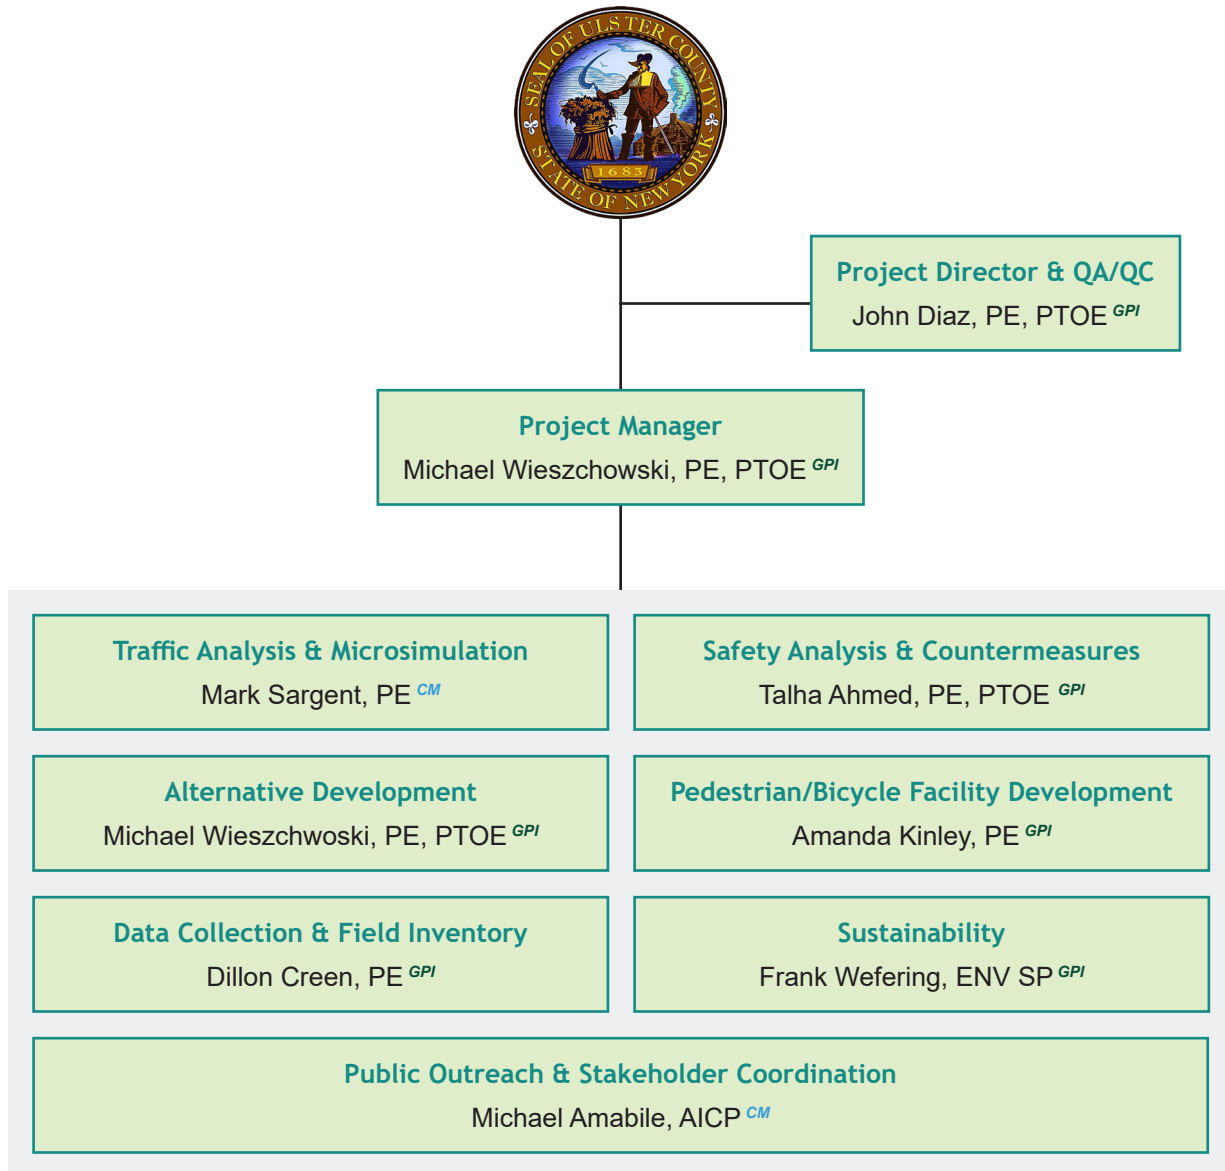 SEAL OF ULSTER COUNTY
STATE OF NEW YORK
1683
Project Director & QA/QC
John Diaz, PE, PTOE GPI
Project Manager
Michael Wieszchowski, PE, PTOE GPI
Traffic Analysis & Microsimulation
Mark Sargent, PE CM
Safety Analysis & Countermeasures
Talha Ahmed, PE, PTOE GPI
Alternative Development
Michael Wieszchwoski, PE, PTOE GPI
Pedestrian/Bicycle Facility Development
Amanda Kinley, PE GPI
Data Collection & Field Inventory
Dillon Creen, PE GPI
Sustainability
Frank Wefering, ENV SP GPI
Public Outreach & Stakeholder Coordination
Michael Amabile, AICP CM